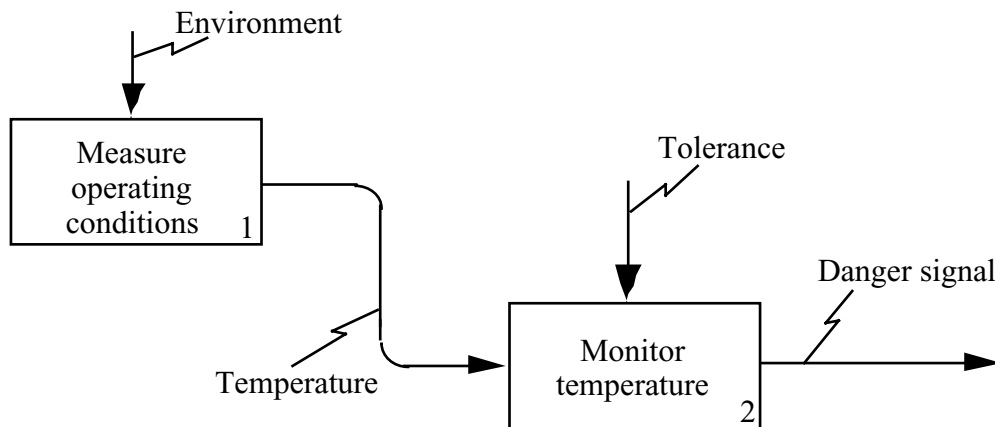 Environment
Measure
operating
conditions
1
Tolerance
Danger signal
Temperature
Monitor
temperature
2